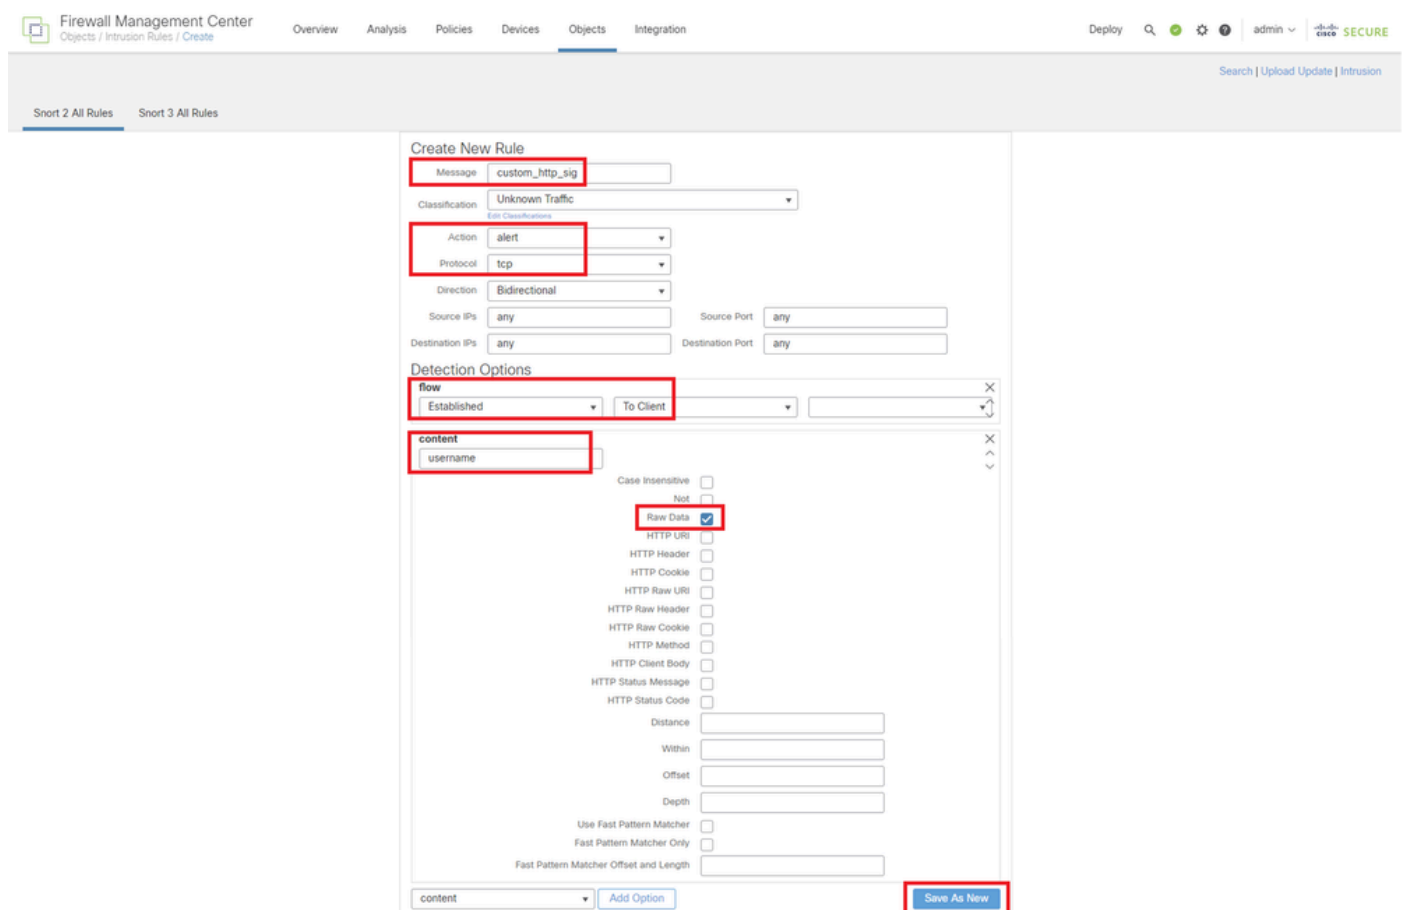 Firewall Management Center
Objects / Intrusion Rules / Create
Overview Analysis Policies Devices Objects Integration
Deploy admin cisco SECURE
Search | Upload Update | Intrusion
Snort 2 All Rules Snort 3 All Rules
Create New Rule
Message custom_http_sig
Classification Unknown Traffic
Edit Classifications
Action alert
Protocol tcp
Direction Bidirectional
Source IPs any Source Port any
Destination IPs any Destination Port any
Detection Options
flow
Established To Client
content
username
Case Insensitive
Not
Raw Data
HTTP URI
HTTP Header
HTTP Cookie
HTTP Raw URI
HTTP Raw Header
HTTP Raw Cookie
HTTP Method
HTTP Client Body
HTTP Status Message
HTTP Status Code
Distance
Within
Offset
Depth
Use Fast Pattern Matcher
Fast Pattern Matcher Only
Fast Pattern Matcher Offset and Length
content Add Option Save As New